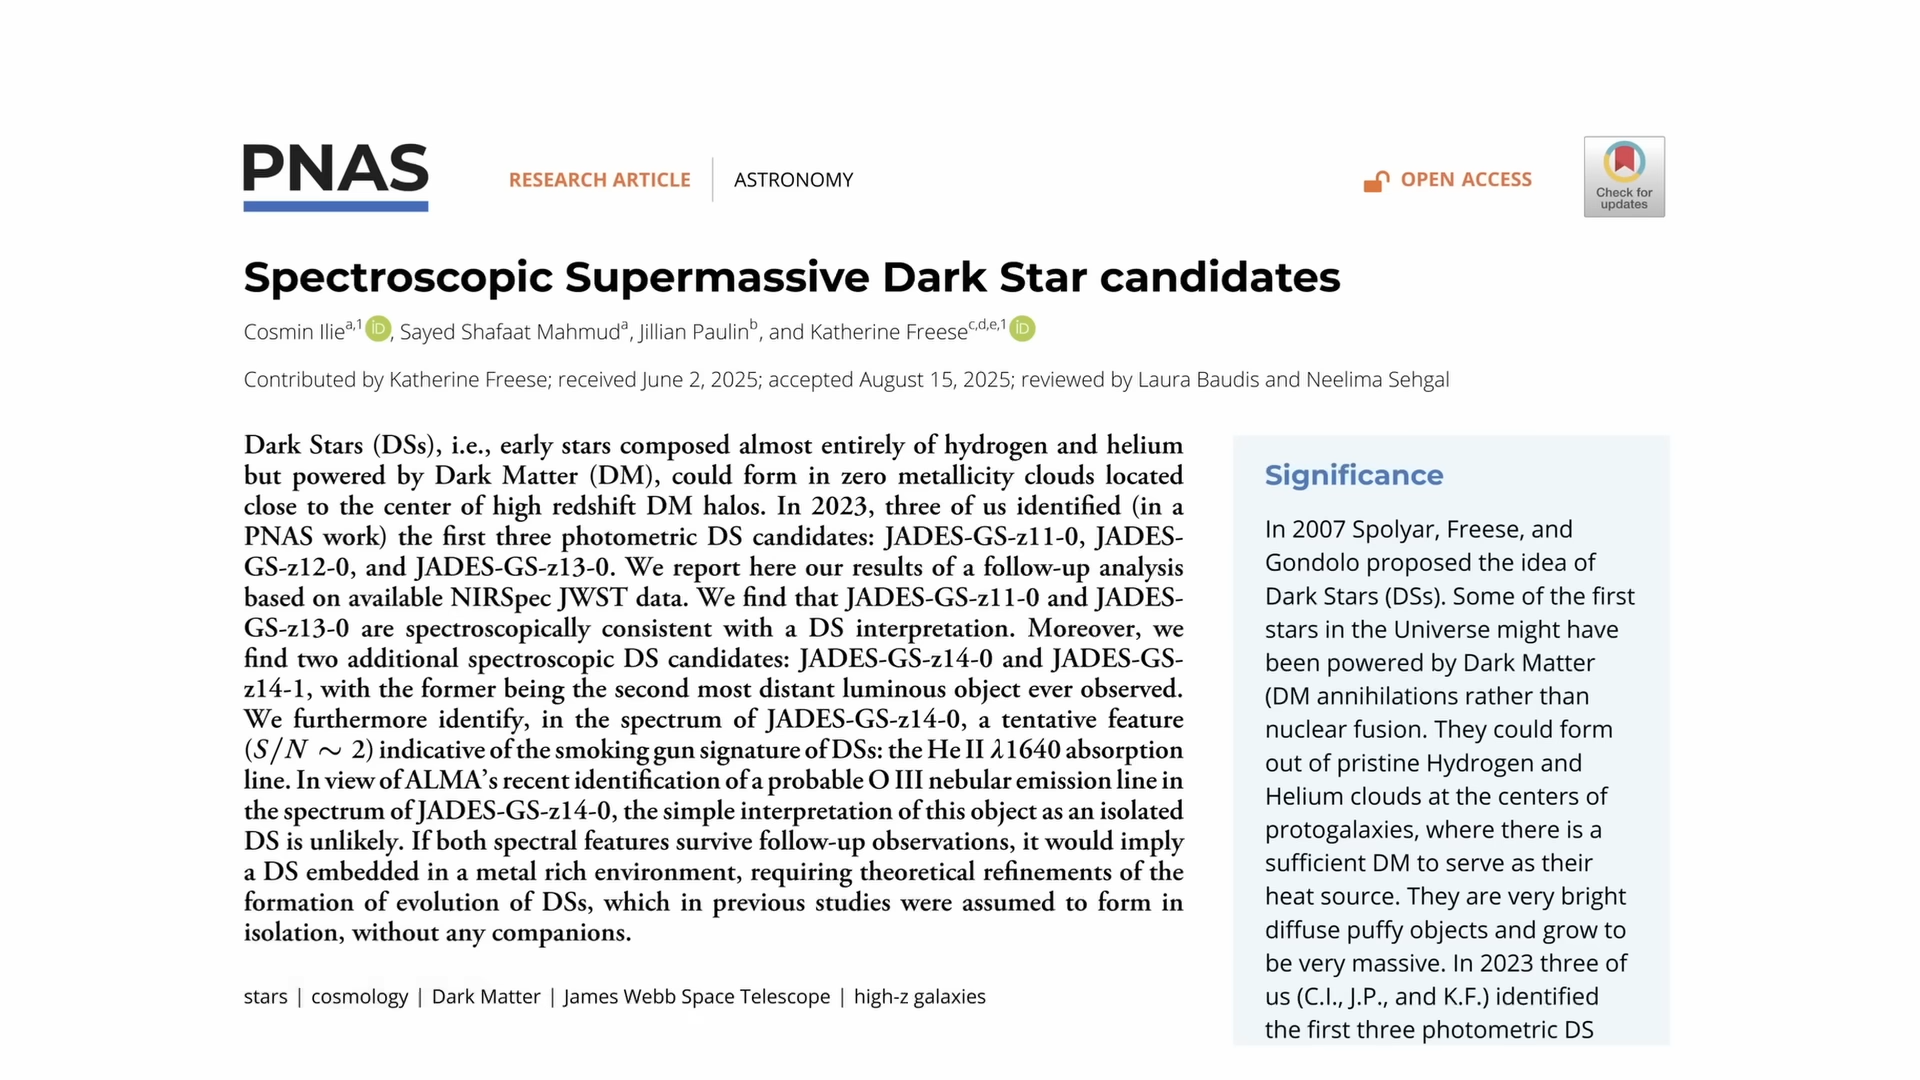 PNAS
RESEARCH ARTICLE | ASTRONOMY
OPEN ACCESS
Check for
updates
Spectroscopic Supermassive Dark Star candidates
Cosmin Ilie^a,1 iD, Sayed Shafaat Mahmud^a, Jillian Paulin^b, and Katherine Freese^c,d,e,1 iD
Contributed by Katherine Freese; received June 2, 2025; accepted August 15, 2025; reviewed by Laura Baudis and Neelima Sehgal
Dark Stars (DSs), i.e., early stars composed almost entirely of hydrogen and helium
but powered by Dark Matter (DM), could form in zero metallicity clouds located
close to the center of high redshift DM halos. In 2023, three of us identified (in a
PNAS work) the first three photometric DS candidates: JADES-GS-z11-0, JADES-
GS-z12-0, and JADES-GS-z13-0. We report here our results of a follow-up analysis
based on available NIRSpec JWST data. We find that JADES-GS-z11-0 and JADES-
GS-z13-0 are spectroscopically consistent with a DS interpretation. Moreover, we
find two additional spectroscopic DS candidates: JADES-GS-z14-0 and JADES-GS-
z14-1, with the former being the second most distant luminous object ever observed.
We furthermore identify, in the spectrum of JADES-GS-z14-0, a tentative feature
(S/N ∼ 2) indicative of the smoking gun signature of DSs: the He II λ1640 absorption
line. In view of ALMA's recent identification of a probable O III nebular emission line in
the spectrum of JADES-GS-z14-0, the simple interpretation of this object as an isolated
DS is unlikely. If both spectral features survive follow-up observations, it would imply
a DS embedded in a metal rich environment, requiring theoretical refinements of the
formation of evolution of DSs, which in previous studies were assumed to form in
isolation, without any companions.
stars | cosmology | Dark Matter | James Webb Space Telescope | high-z galaxies
Significance
In 2007 Spolyar, Freese, and
Gondolo proposed the idea of
Dark Stars (DSs). Some of the first
stars in the Universe might have
been powered by Dark Matter
(DM annihilations rather than
nuclear fusion. They could form
out of pristine Hydrogen and
Helium clouds at the centers of
protogalaxies, where there is a
sufficient DM to serve as their
heat source. They are very bright
diffuse puffy objects and grow to
be very massive. In 2023 three of
us (C.I., J.P., and K.F.) identified
the first three photometric DS